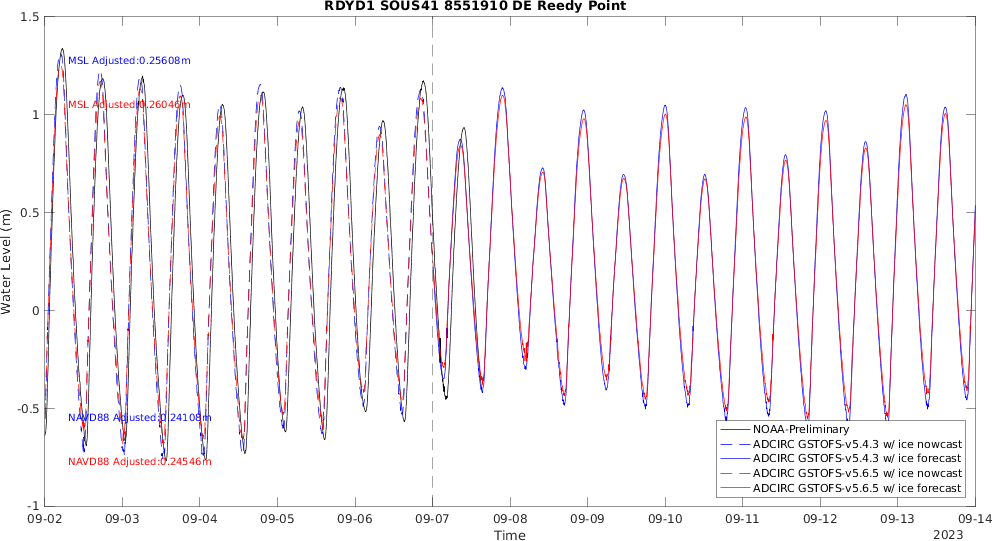 RDYD1 SOUS41 8551910 DE Reedy Point
1.5
1
0.5
0
-0.5
-1
Water Level (m)
MSL Adjusted:0.25608m
MSL Adjusted:0.26046m
NAVD88 Adjusted:0.24108m
NAVD88 Adjusted:0.24546m
NOAA-Preliminary
ADCIRC GSTOFS-v5.4.3 w/ ice nowcast
ADCIRC GSTOFS-v5.4.3 w/ ice forecast
ADCIRC GSTOFS-v5.6.5 w/ ice nowcast
ADCIRC GSTOFS-v5.6.5 w/ ice forecast
09-02 09-03 09-04 09-05 09-06 09-07 09-08 09-09 09-10 09-11 09-12 09-13 09-14
Time
2023